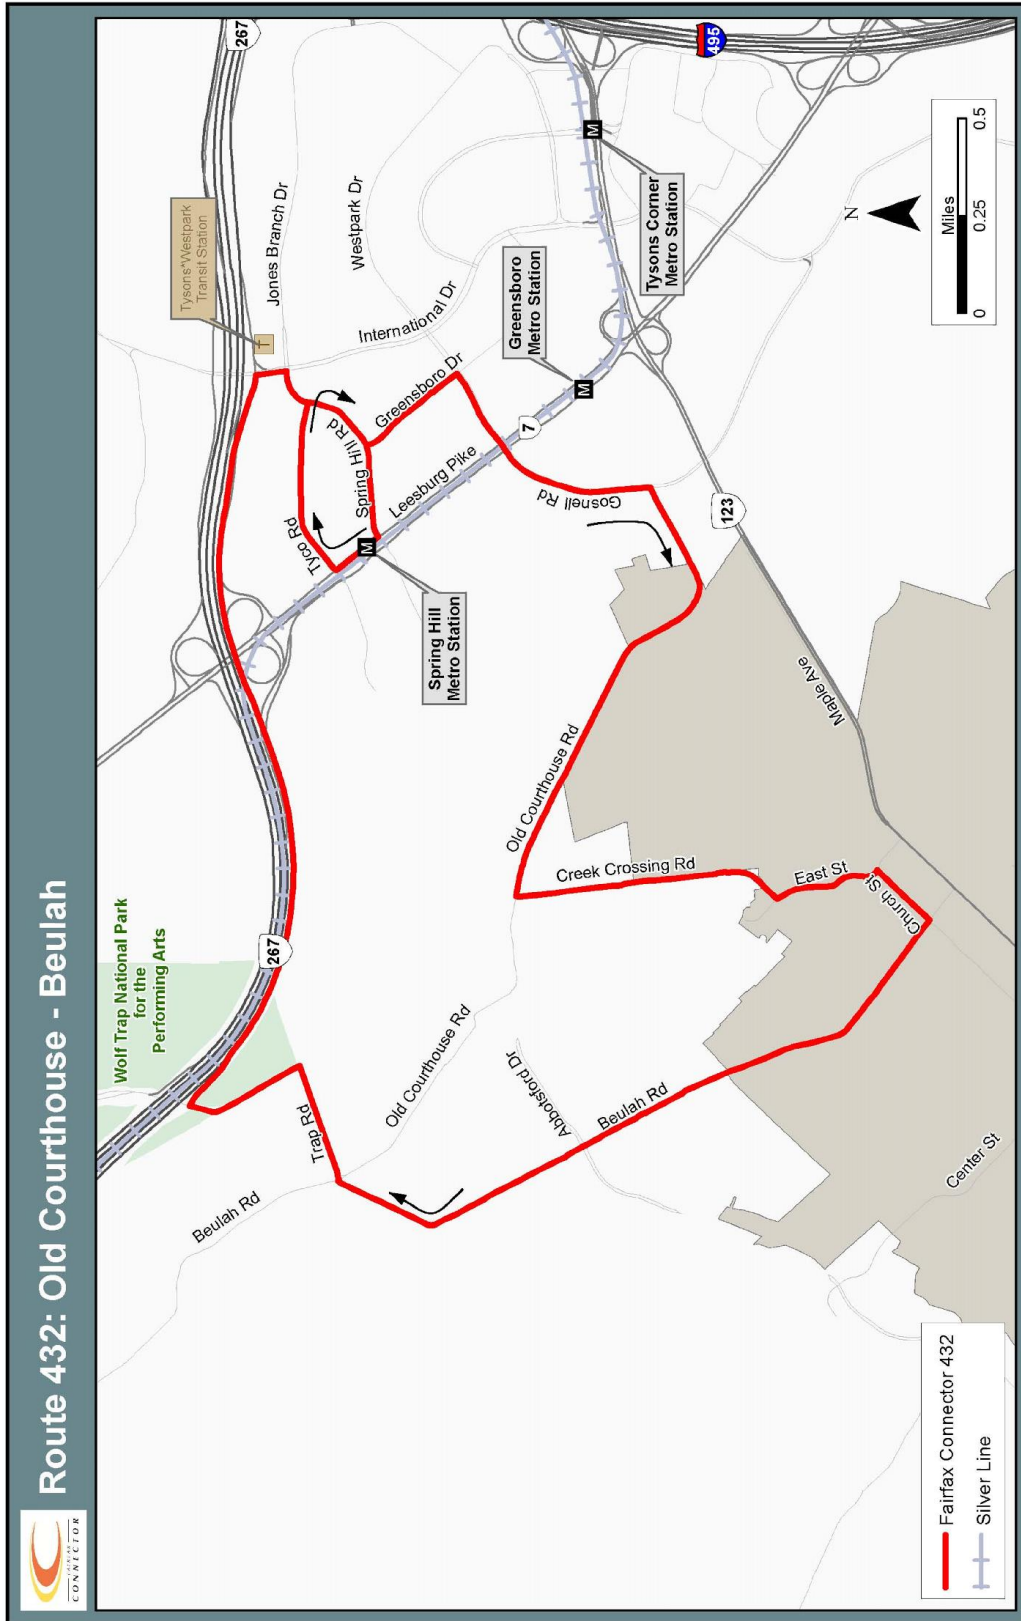 Route 432: Old Courthouse - Beulah
FAIRFAX
CONNECTOR
Wolf Trap National Park
for the
Performing Arts
267
267
495
Tysons*Westpark
Transit Station
T
Jones Branch Dr
Westpark Dr
International Dr
Greensboro Dr
Spring Hill Rd
Tyco Rd
Leesburg Pike
7
M
Spring Hill
Metro Station
M
Greensboro
Metro Station
M
Tysons Corner
Metro Station
Gosnell Rd
123
Maple Ave
Old Courthouse Rd
Creek Crossing Rd
East St
Church St
Old Courthouse Rd
Abbotsford Dr
Beulah Rd
Trap Rd
Beulah Rd
Center St
N
Miles
0 0.25 0.5
Fairfax Connector 432
Silver Line